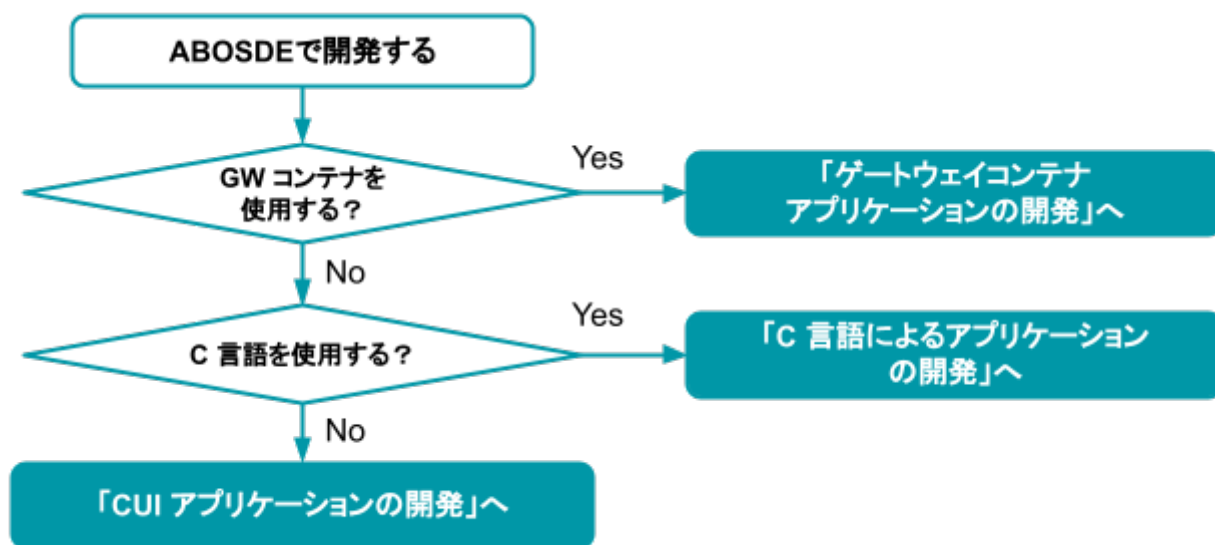 ABOSDEで開発する
GW コンテナを
使用する？
Yes
「ゲートウェイコンテナ
アプリケーションの開発」へ
No
C 言語を使用する？
Yes
「C 言語によるアプリケーション
の開発」へ
No
「CUI アプリケーションの開発」へ